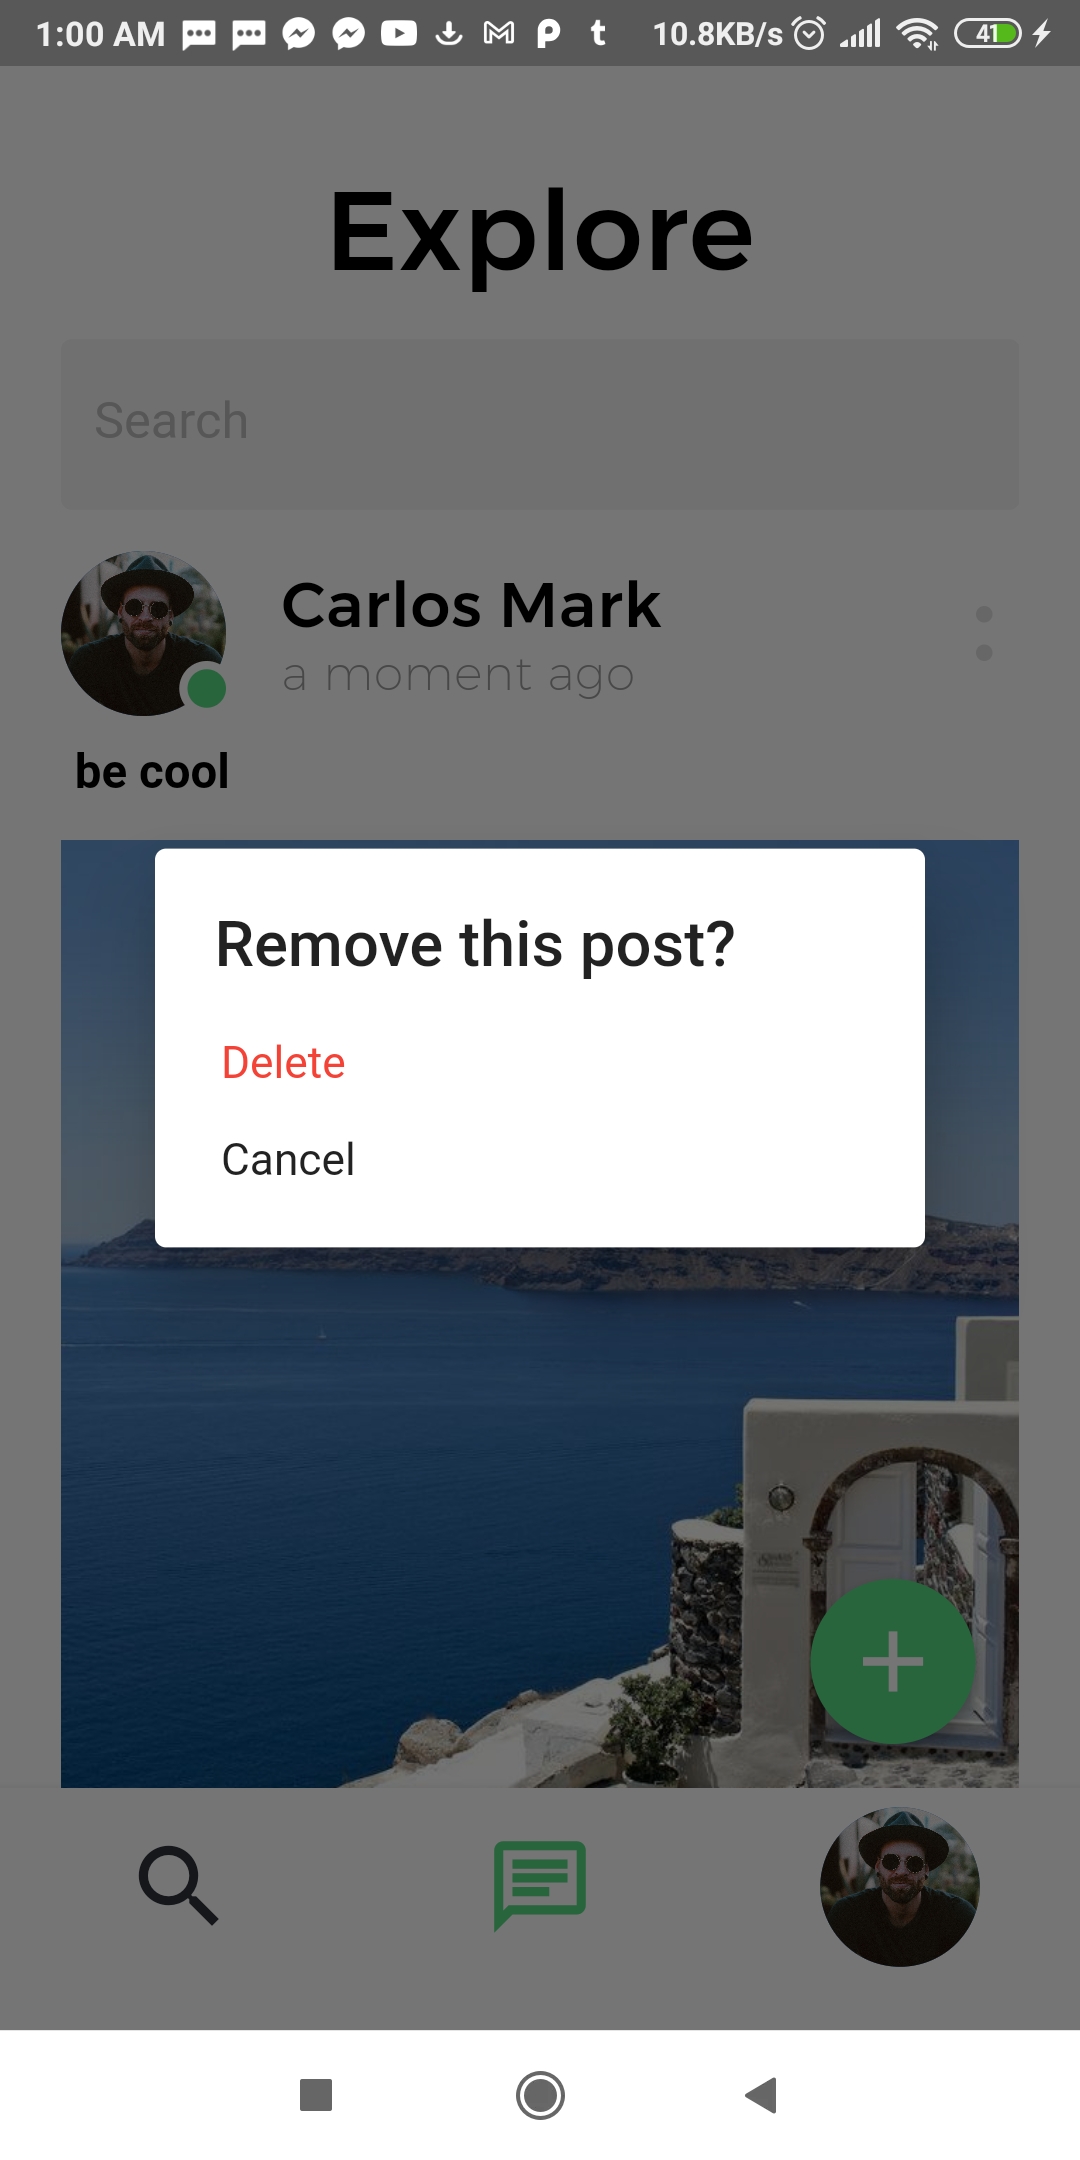 1:00 AM 10.8KB/s 41
Explore
Search
Carlos Mark
a moment ago
be cool
Remove this post?
Delete
Cancel